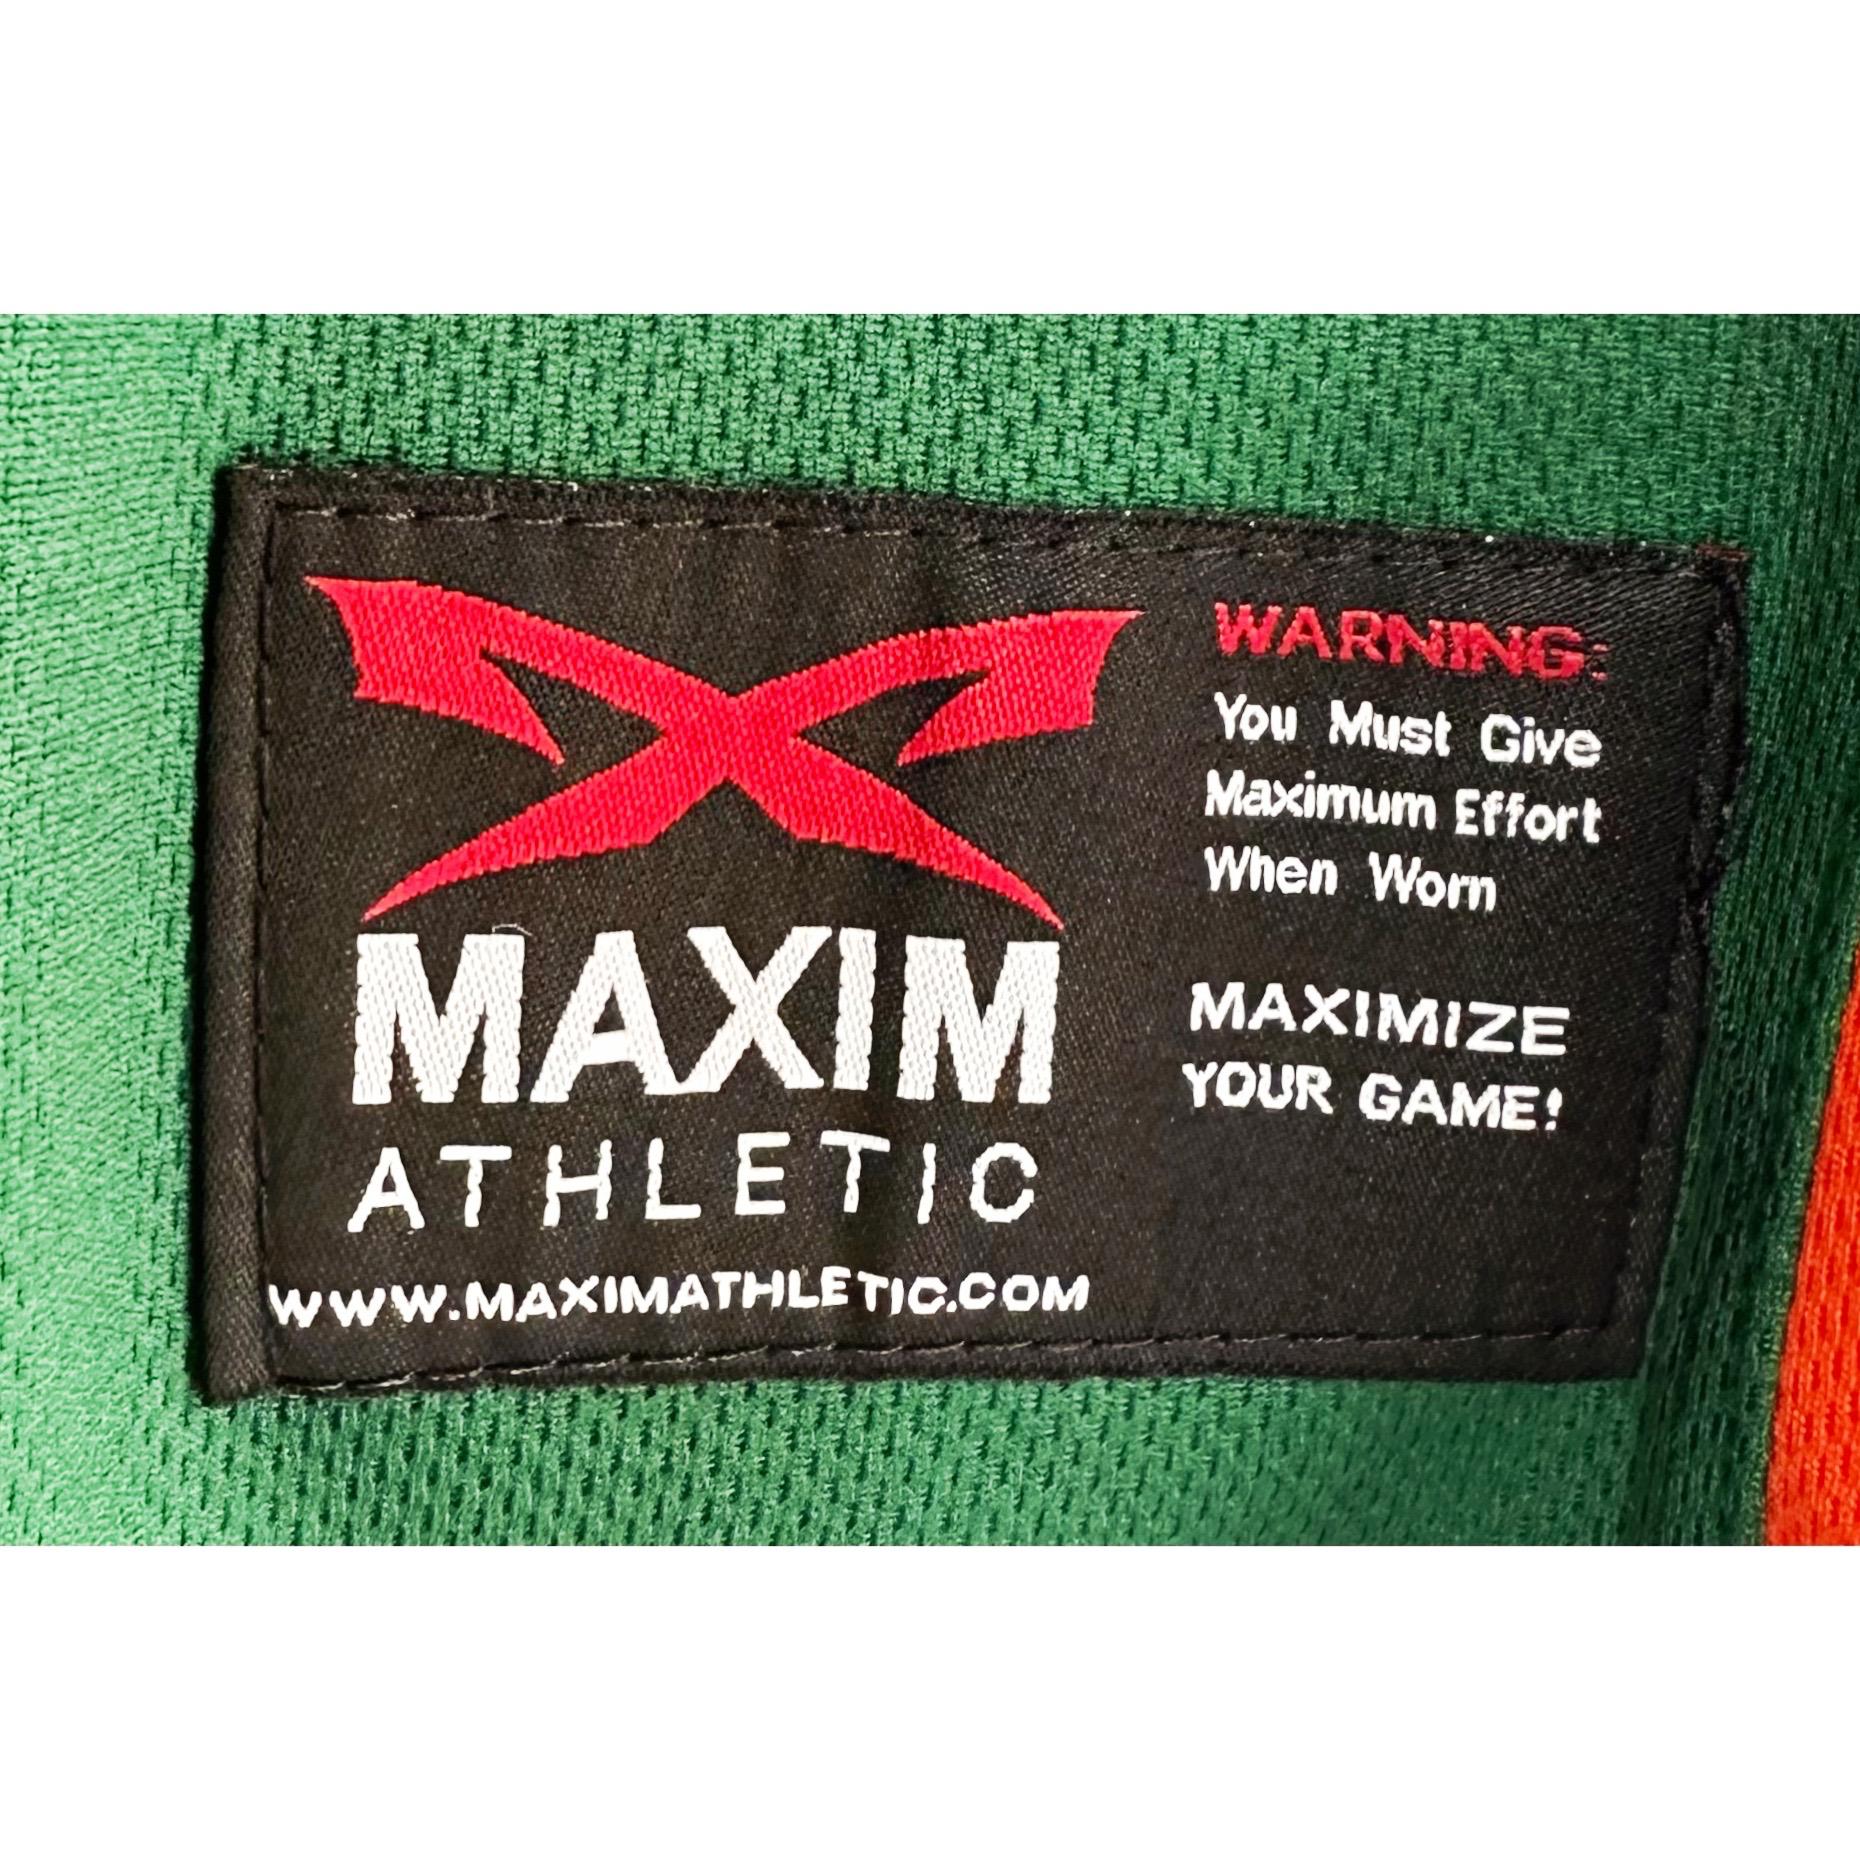 MAXIM
ATHLETIC
WWW.MAXIMATHLETIC.COM
WARNING:
You Must Give
Maximum Effort
When Worn
MAXIMIZE
YOUR GAME!